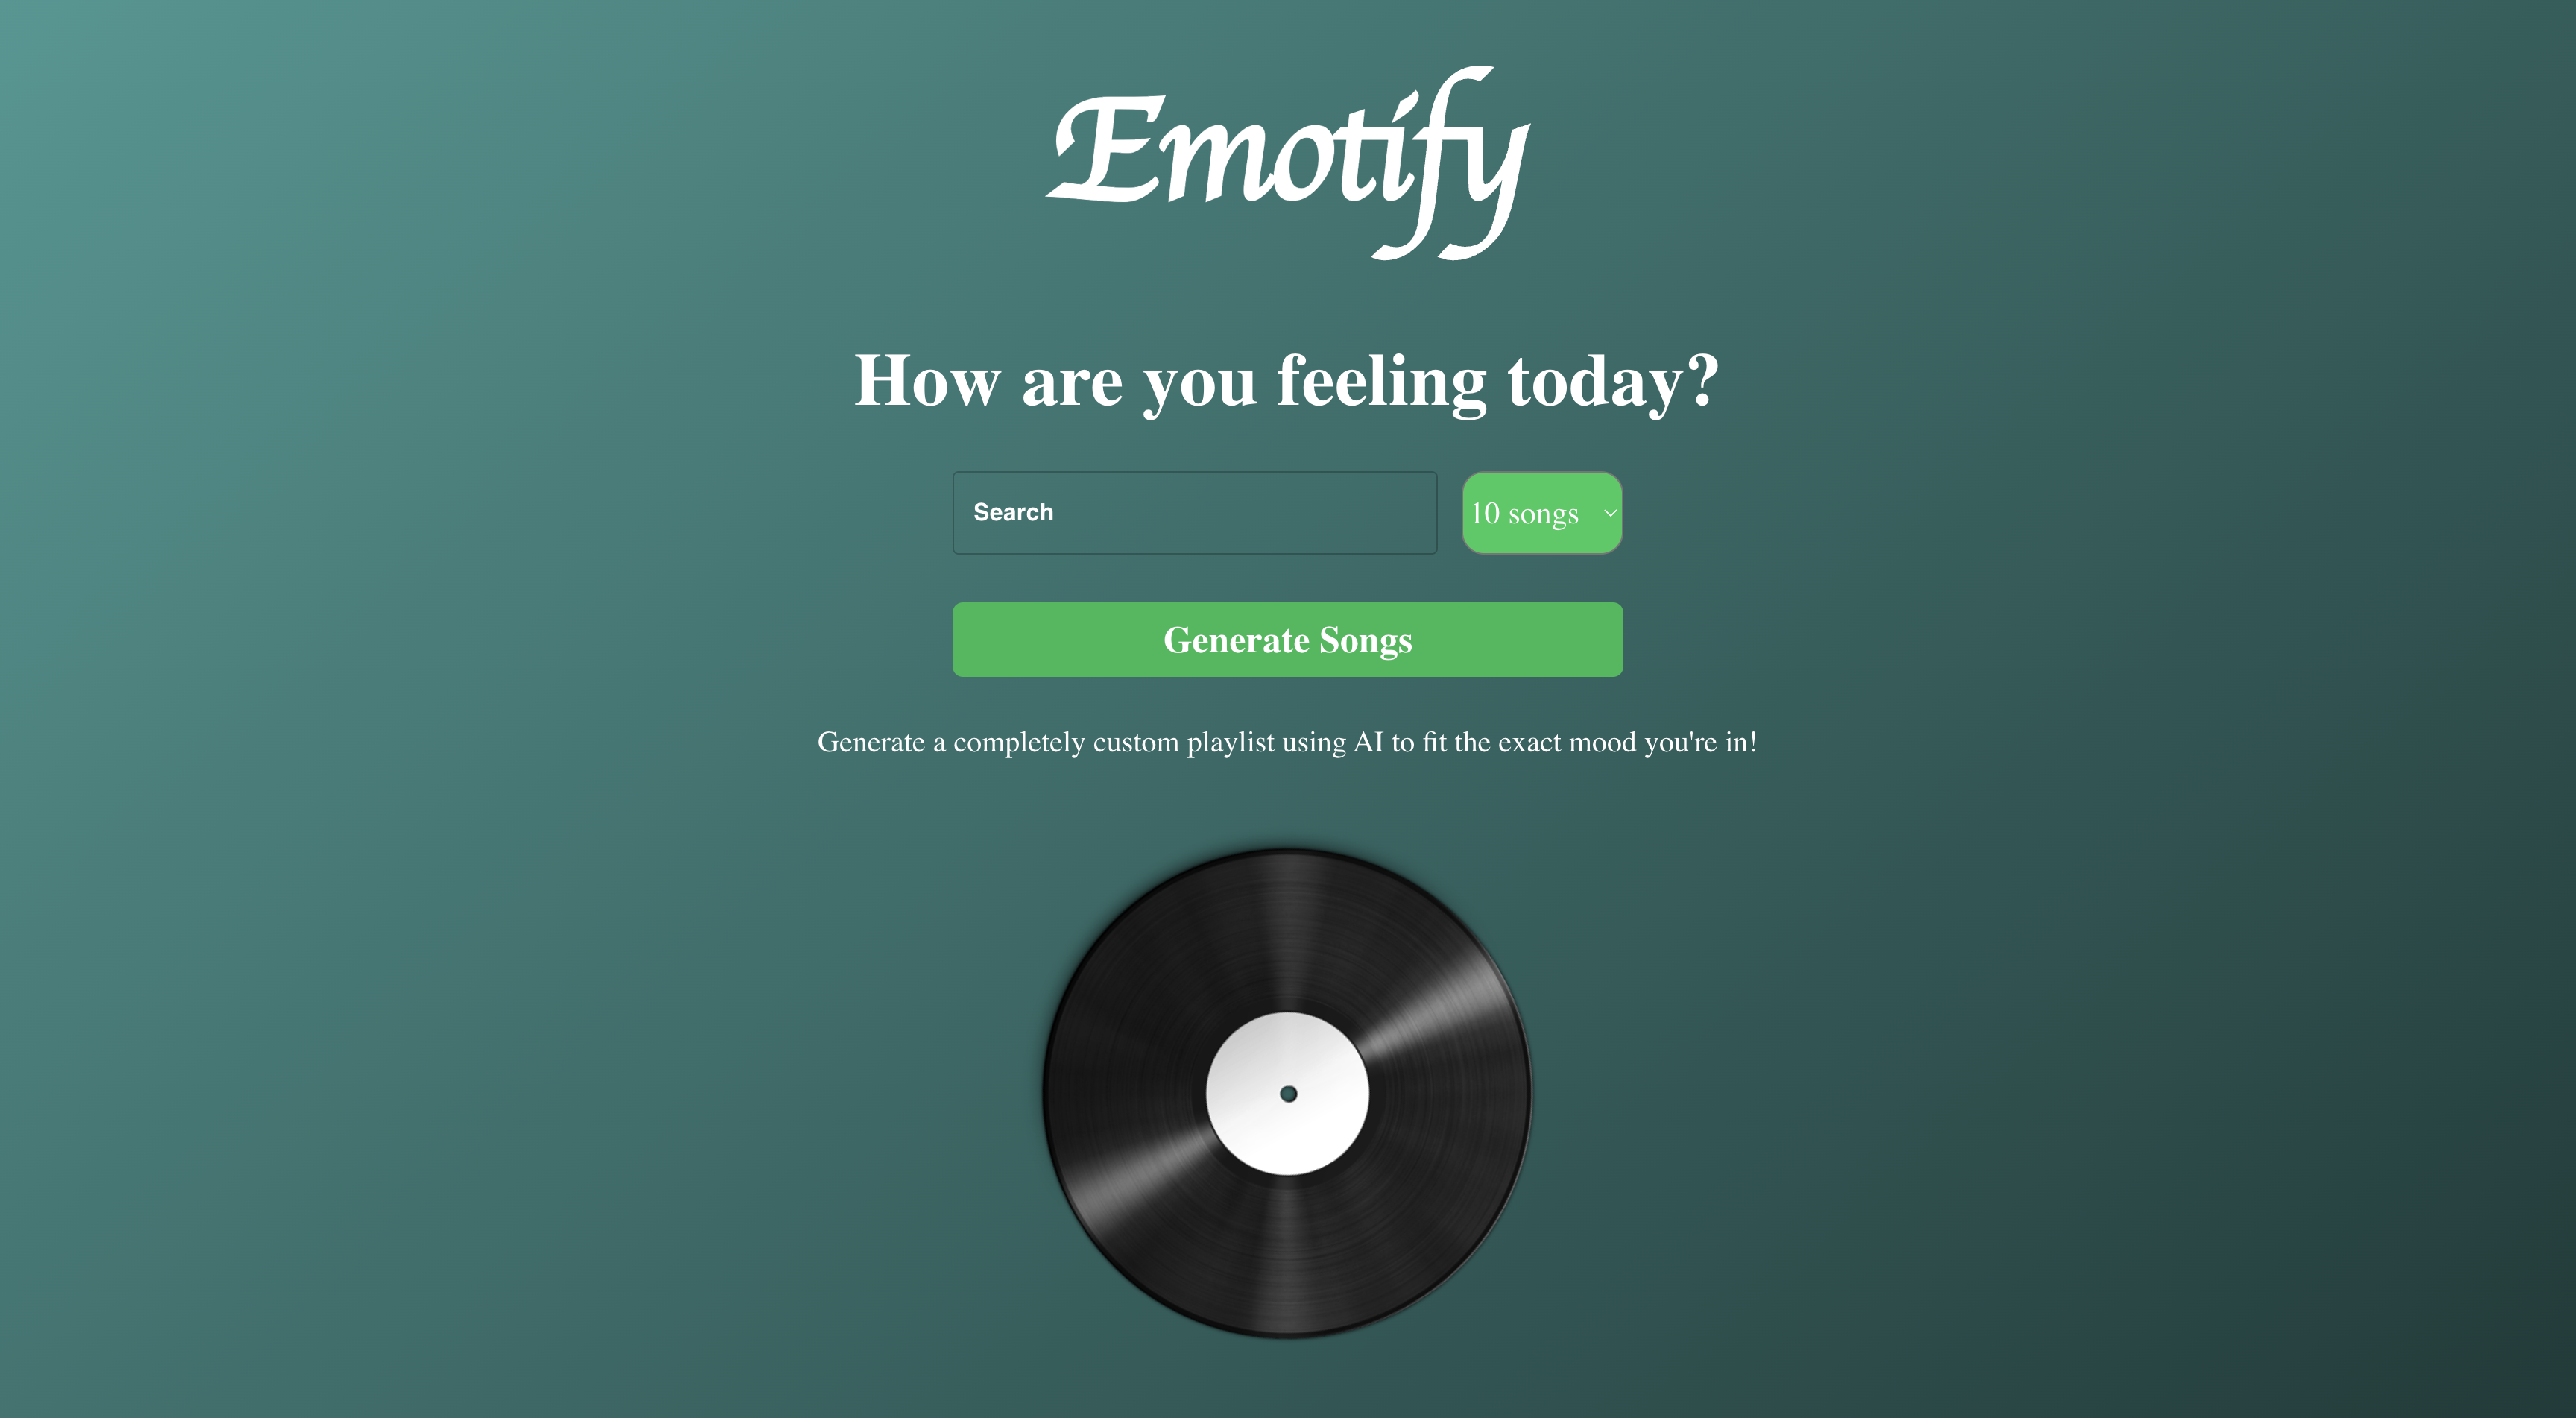 Emotify
How are you feeling today?
Search
10 songs
Generate Songs
Generate a completely custom playlist using AI to fit the exact mood you're in!